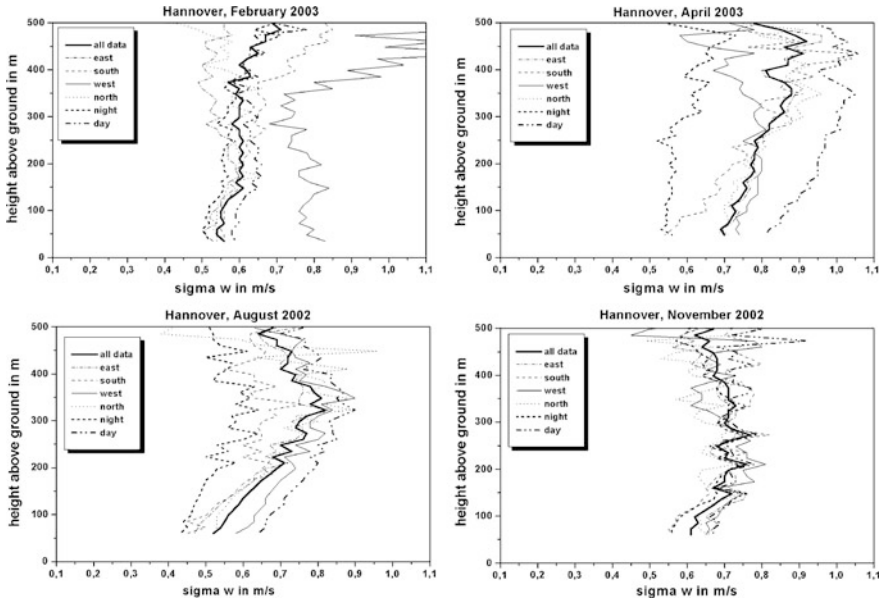 Hannover, February 2003
height above ground in m
500
400
300
200
100
0
all data
east
south
west
north
night
day
0,1 0,2 0,3 0,4 0,5 0,6 0,7 0,8 0,9 1,0 1,1
sigma w in m/s
Hannover, April 2003
height above ground in m
500
400
300
200
100
0
all data
east
south
west
north
night
day
0,1 0,2 0,3 0,4 0,5 0,6 0,7 0,8 0,9 1,0 1,1
sigma w in m/s
Hannover, August 2002
height above ground in m
500
400
300
200
100
0
all data
east
south
west
north
night
day
0,1 0,2 0,3 0,4 0,5 0,6 0,7 0,8 0,9 1,0 1,1
sigma w in m/s
Hannover, November 2002
height above ground in m
500
400
300
200
100
0
all data
east
south
west
north
night
day
0,1 0,2 0,3 0,4 0,5 0,6 0,7 0,8 0,9 1,0 1,1
sigma w in m/s